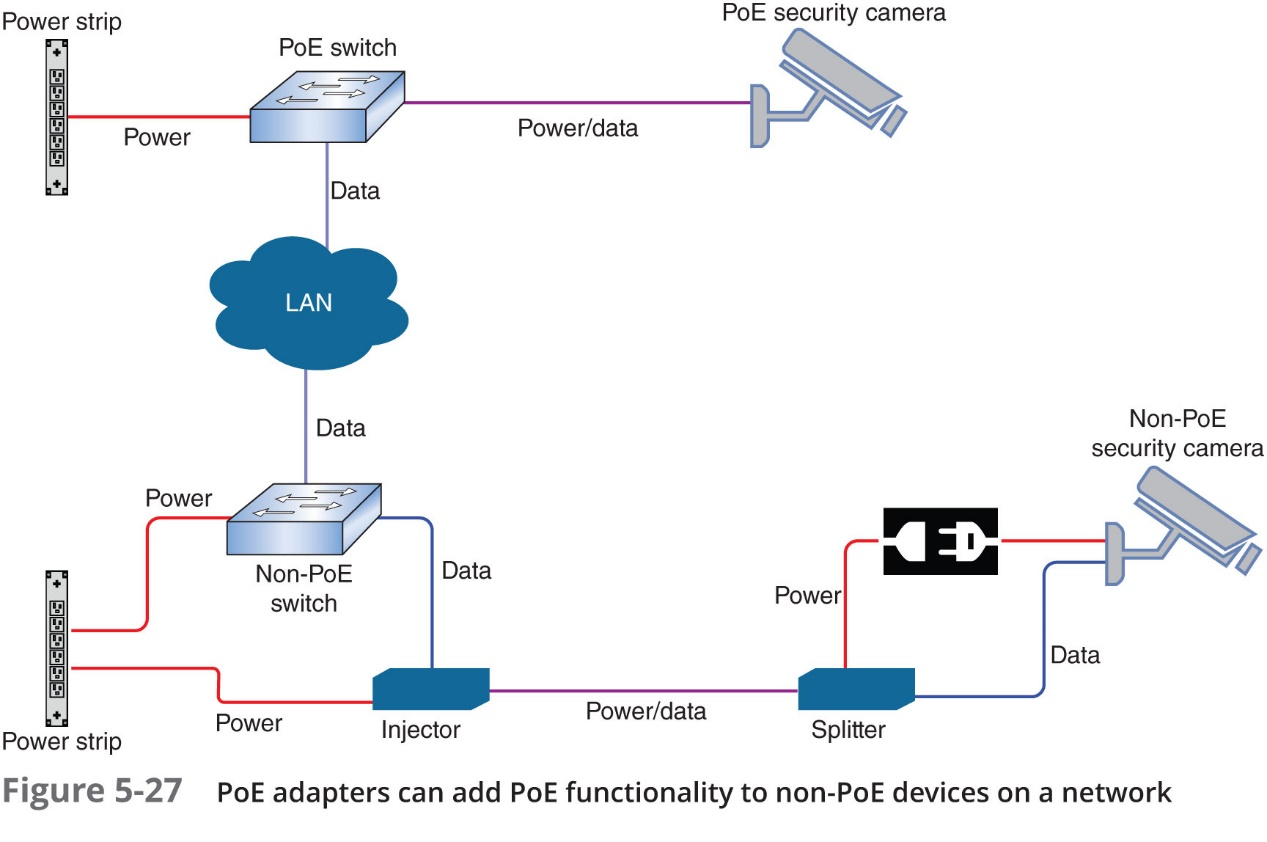 Power strip
PoE security camera
PoE switch
Power
Power/data
Data
LAN
Data
Non-PoE
security camera
Power
Non-PoE
switch
Data
Power
Data
Power/data
Power
Injector
Splitter
Power strip
Figure 5-27 PoE adapters can add PoE functionality to non-PoE devices on a network